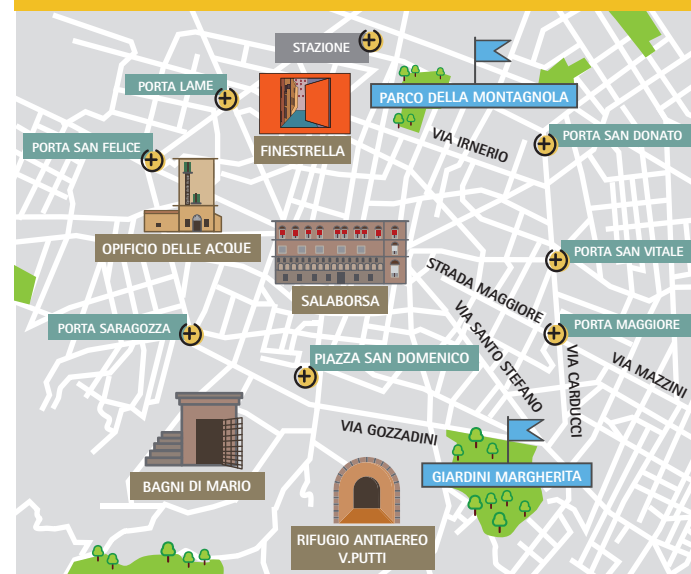 STAZIONE
PORTA LAME
PARCO DELLA MONTAGNOLA
VIA IRNERIO
PORTA SAN DONATO
FINESTRELLA
PORTA SAN FELICE
OPIFICIO DELLE ACQUE
SALABORSA
PORTA SAN VITALE
STRADA MAGGIORE
PORTA SARAGOZZA
PORTA MAGGIORE
VIA SANTO STEFANO
VIA CARDUCCI
VIA MAZZINI
PIAZZA SAN DOMENICO
VIA GOZZADINI
BAGNI DI MARIO
GIARDINI MARGHERITA
RIFUGIO ANTIAEREO
V.PUTTI